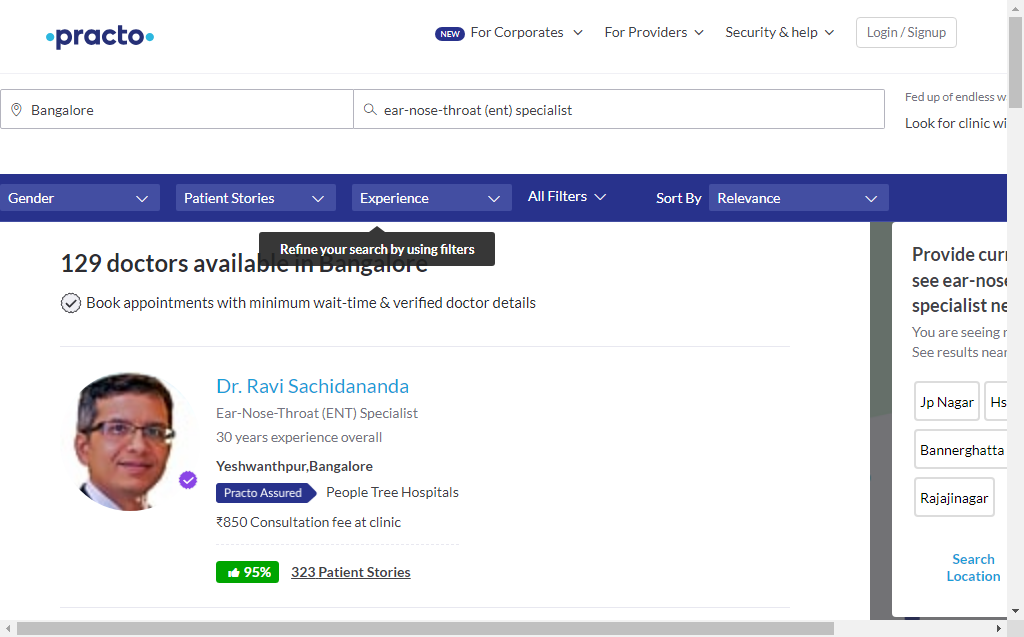 practo
NEW For Corporates
For Providers
Security & help
Login / Signup
Bangalore
ear-nose-throat (ent) specialist
Fed up of endless w
Look for clinic wi
Gender
Patient Stories
Experience
All Filters
Sort By
Relevance
Refine your search by using filters
129 doctors available in Bangalore
Book appointments with minimum wait-time & verified doctor details
Dr. Ravi Sachidananda
Ear-Nose-Throat (ENT) Specialist
30 years experience overall
Yeshwanthpur,Bangalore
Practo Assured People Tree Hospitals
₹850 Consultation fee at clinic
95% 323 Patient Stories
Provide curr
see ear-nose
specialist ne
You are seeing r
See results near
Jp Nagar
Hs
Bannerghatta
Rajajinagar
Search
Location